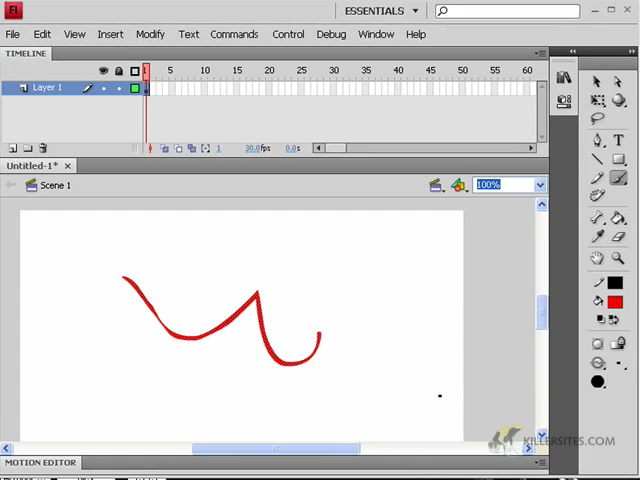 Fl
ESSENTIALS
File Edit View Insert Modify Text Commands Control Debug Window Help
TIMELINE
1 5 10 15 20 25 30 35 40 45 50 55 60
Layer 1
1 30.0fps 0.0s
Untitled-1*
Scene 1
100%
KILLERSITES.COM
MOTION EDITOR